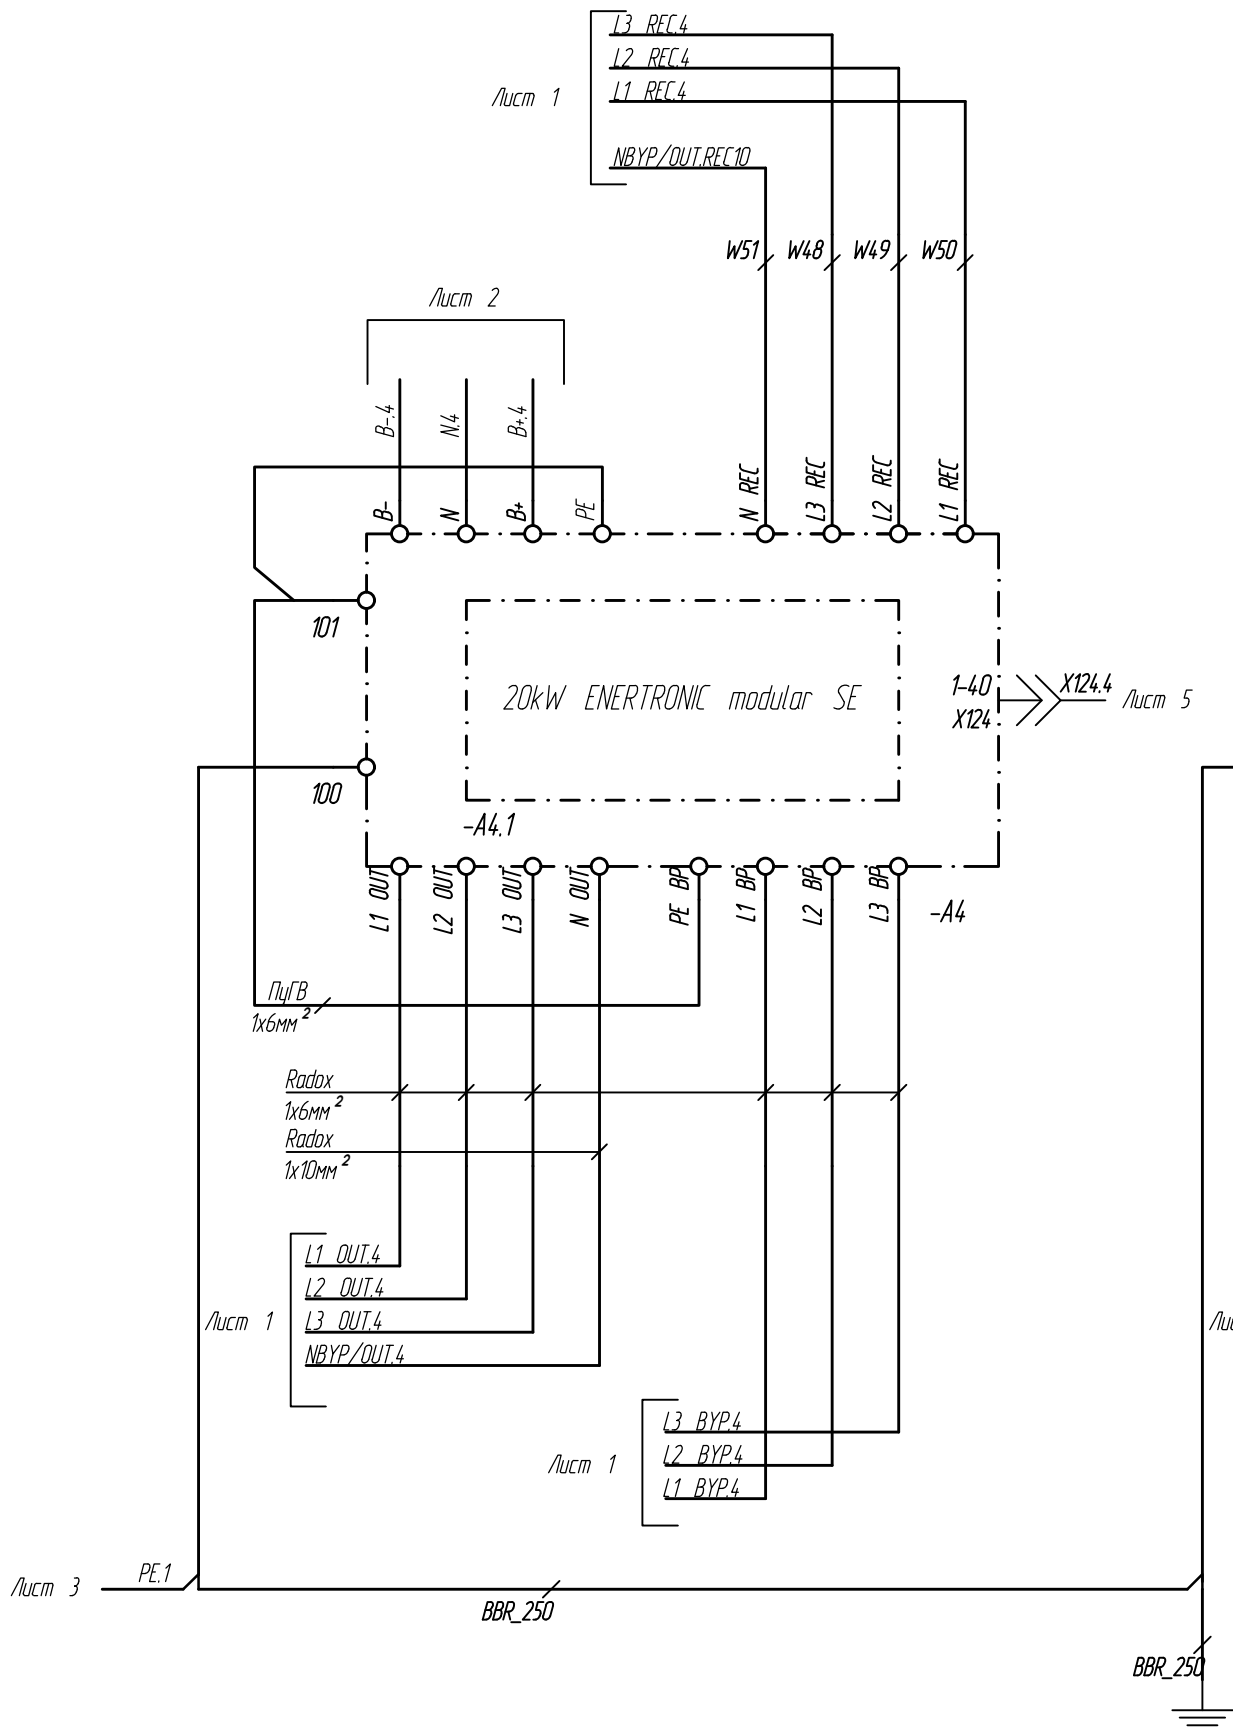 L3 REC.4
L2 REC.4
L1 REC.4
Лист 1
NBYP/OUT.REC10
W51
W48
W49
W50
Лист 2
B-.4
N.4
B+.4
B-
N
B+
PE
N REC
L3 REC
L2 REC
L1 REC
101
20kW ENERTRONIC modular SE
1-40
X124
X124.4
Лист 5
100
-A4.1
L1 OUT
L2 OUT
L3 OUT
N OUT
PE BP
L1 BP
L2 BP
L3 BP
-A4
ПуГВ
1х6мм²
Radox
1х6мм²
Radox
1х10мм²
L1 OUT.4
L2 OUT.4
L3 OUT.4
NBYP/OUT.4
Лист 1
L3 BYP.4
L2 BYP.4
L1 BYP.4
Лист 1
Лист 3
PE.1
BBR_250
BBR_250